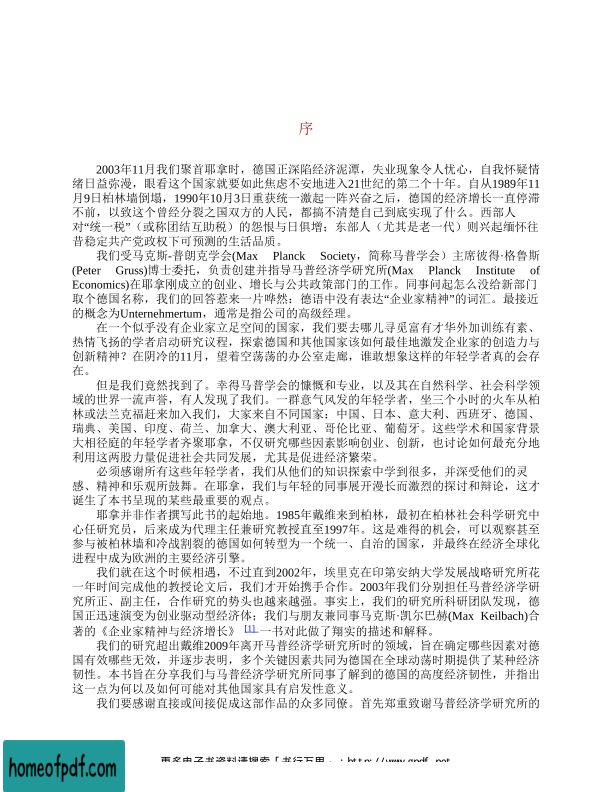 序
2003年11月我们聚首耶拿时，德国正深陷经济泥潭，失业现象令人忧心，自我怀疑情
绪日益弥漫，眼看这个国家就要如此焦虑不安地进入21世纪的第二个十年。自从1989年11
月9日柏林墙倒塌，1990年10月3日重获统一激起一阵兴奋之后，德国的经济增长一直停滞
不前，以致这个曾经分裂之国双方的人民，都搞不清楚自己到底实现了什么。西部人
对“统一税”（或称团结互助税）的怨恨与日俱增；东部人（尤其是老一代）则兴起缅怀往
昔稳定共产党政权下可预测的生活品质。
我们受马克斯-普朗克学会(Max Planck Society，简称马普学会）主席彼得·格鲁斯
(Peter Gruss)博士委托，负责创建并指导马普经济学研究所(Max Planck Institute of
Economics)在耶拿刚成立的创业、增长与公共政策部门的工作。同事问起怎么没给新部门
取个德国名称，我们的回答惹来一片哗然：德语中没有表达“企业家精神”的词汇。最接近
的概念为Unternehmertum，通常是指公司的高级经理。
在一个似乎没有企业家立足空间的国家，我们要去哪儿寻觅富有才华外加训练有素、
热情飞扬的学者启动研究议程，探索德国和其他国家该如何最佳地激发企业家的创造力与
创新精神？在阴冷的11月，望着空荡荡的办公室走廊，谁敢想象这样的年轻学者真的会存
在。
但是我们竟然找到了。幸得马普学会的慷慨和专业，以及其在自然科学、社会科学领
域的世界一流声誉，有人发现了我们。一群意气风发的年轻学者，坐三个小时的火车从柏
林或法兰克福赶来加入我们，大家来自不同国家：中国、日本、意大利、西班牙、德国、
瑞典、美国、印度、荷兰、加拿大、澳大利亚、哥伦比亚、葡萄牙。这些学术和国家背景
大相径庭的年轻学者齐聚耶拿，不仅研究哪些因素影响创业、创新，也讨论如何最充分地
利用这两股力量促进社会共同发展，尤其是促进经济繁荣。
必须感谢所有这些年轻学者，我们从他们的知识探索中学到很多，并深受他们的灵
感、精神和乐观所鼓舞。在耶拿，我们与年轻的同事展开漫长而激烈的探讨和辩论，这才
诞生了本书呈现的某些最重要的观点。
耶拿并非作者撰写此书的起始地。1985年戴维来到柏林，最初在柏林社会科学研究中
心任研究员，后来成为代理主任兼研究教授直至1997年。这是难得的机会，可以观察甚至
参与被柏林墙和冷战割裂的德国如何转型为一个统一、自治的国家，并最终在经济全球化
进程中成为欧洲的主要经济引擎。
我们就在这个时候相遇，不过直到2002年，埃里克在印第安纳大学发展战略研究所花
一年时间完成他的教授论文后，我们才开始携手合作。2003年我们分别担任马普经济学研
究所正、副主任，合作研究的势头也越来越强。事实上，我们的研究所科研团队发现，德
国正迅速演变为创业驱动型经济体；我们与朋友兼同事马克斯·凯尔巴赫(Max Keilbach)合
著的《企业家精神与经济增长》 [1] 一书对此做了翔实的描述和解释。
我们的研究超出戴维2009年离开马普经济学研究所时的领域，旨在确定哪些因素对德
国有效哪些无效，并逐步表明，多个关键因素共同为德国在全球动荡时期提供了某种经济
韧性。本书旨在分享我们与马普经济学研究所同事了解到的德国的高度经济韧性，并指出
这一点为何以及如何可能对其他国家具有启发性意义。
我们要感谢直接或间接促成这部作品的众多同僚。首先郑重致谢马普经济学研究所的
homeofpdf.com